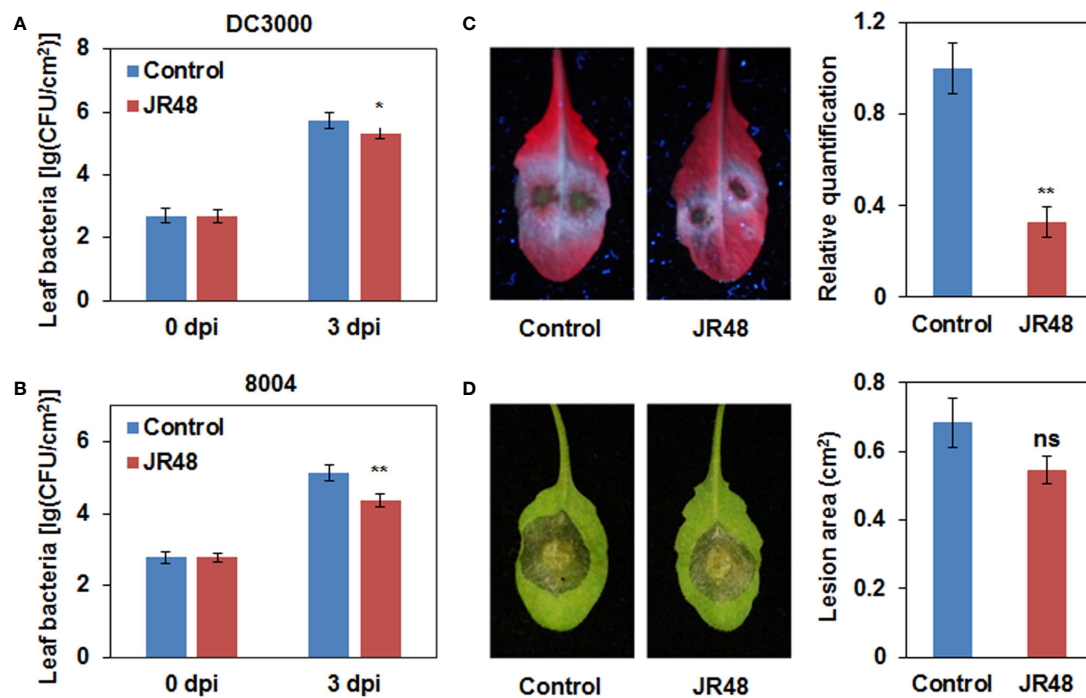 A
DC3000
Leaf bacteria [lg(CFU/cm²)]
8
6
4
2
0
Control
JR48
*
0 dpi
3 dpi
B
8004
Leaf bacteria [lg(CFU/cm²)]
6
4
2
0
Control
JR48
**
0 dpi
3 dpi
C
Control
JR48
Relative quantification
1.2
0.8
0.4
0
**
Control
JR48
D
Control
JR48
Lesion area (cm²)
0.8
0.6
0.4
0.2
0
ns
Control
JR48